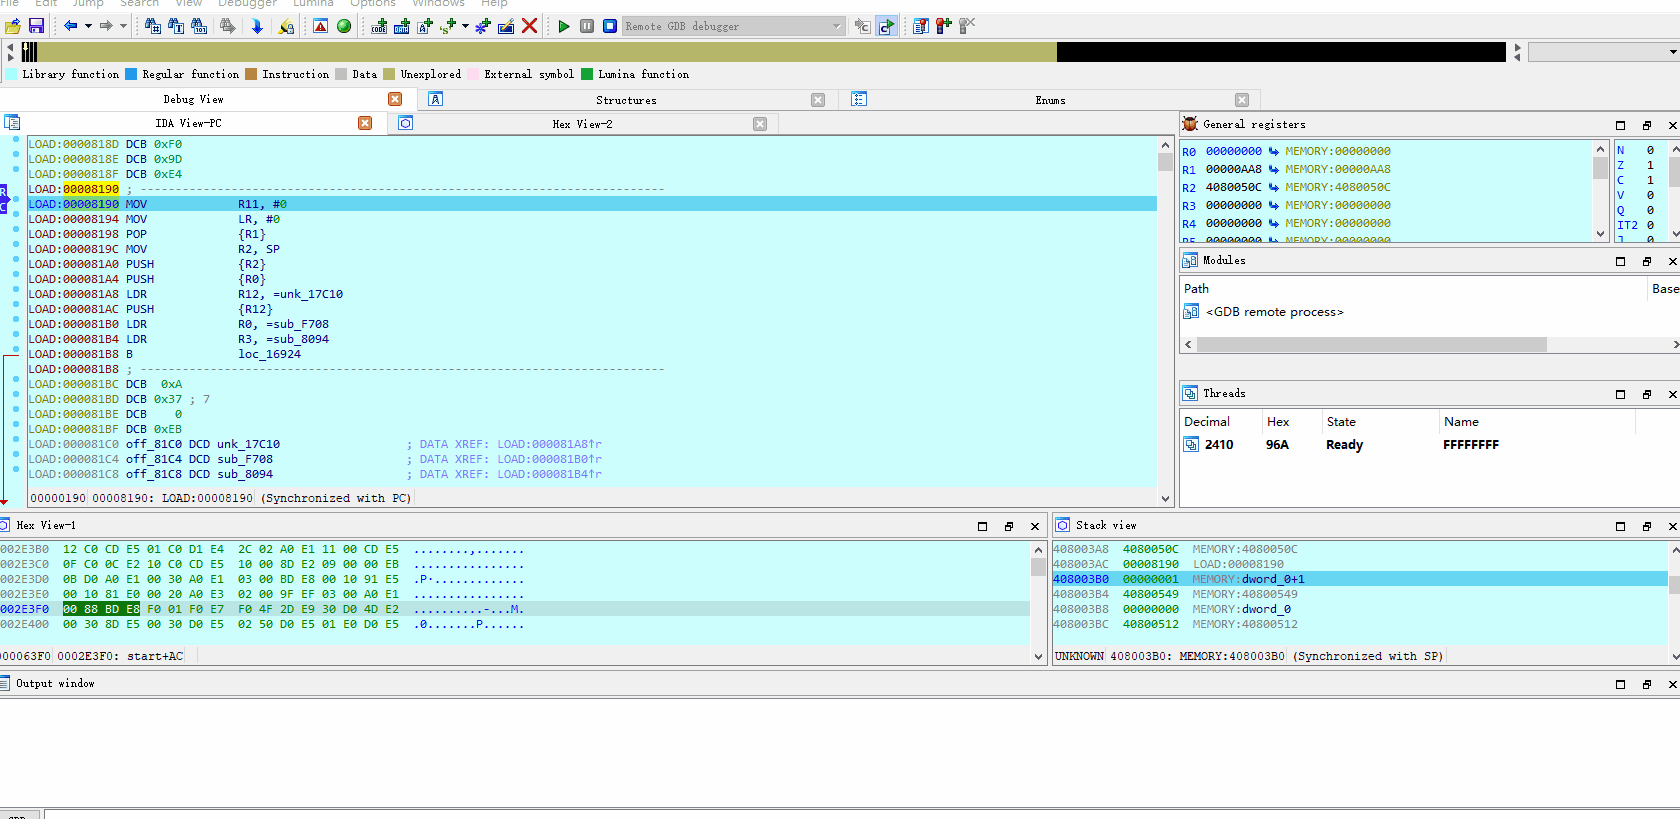 File Edit Jump Search View Debugger Lumina Options Windows Help
Remote GDB debugger
Library function Regular function Instruction Data Unexplored External symbol Lumina function
Debug View Structures Enums
IDA View-PC Hex View-2
LOAD:0000818D DCB 0xF0
LOAD:0000818E DCB 0x9D
LOAD:0000818F DCB 0xE4
LOAD:00008190 ; ---------------------------------------------------------------------------
LOAD:00008190 MOV R11, #0
LOAD:00008194 MOV LR, #0
LOAD:00008198 POP {R1}
LOAD:0000819C MOV R2, SP
LOAD:000081A0 PUSH {R2}
LOAD:000081A4 PUSH {R0}
LOAD:000081A8 LDR R12, =unk_17C10
LOAD:000081AC PUSH {R12}
LOAD:000081B0 LDR R0, =sub_F708
LOAD:000081B4 LDR R3, =sub_8094
LOAD:000081B8 B loc_16924
LOAD:000081B8 ; ---------------------------------------------------------------------------
LOAD:000081BC DCB 0xA
LOAD:000081BD DCB 0x37 ; 7
LOAD:000081BE DCB 0
LOAD:000081BF DCB 0xEB
LOAD:000081C0 off_81C0 DCD unk_17C10 ; DATA XREF: LOAD:000081A8↑r
LOAD:000081C4 off_81C4 DCD sub_F708 ; DATA XREF: LOAD:000081B0↑r
LOAD:000081C8 off_81C8 DCD sub_8094 ; DATA XREF: LOAD:000081B4↑r
00000190 00008190: LOAD:00008190 (Synchronized with PC)
General registers
R0 00000000 MEMORY:00000000
R1 00000AA8 MEMORY:00000AA8
R2 4080050C MEMORY:4080050C
R3 00000000 MEMORY:00000000
R4 00000000 MEMORY:00000000
R5 00000000 MEMORY:00000000
N 0
Z 1
C 1
V 0
Q 0
IT2 0
J 0
Modules
Path Base
<GDB remote process>
Threads
Decimal Hex State Name
2410 96A Ready FFFFFFFF
Hex View-1
002E3B0 12 C0 CD E5 01 C0 D1 E4 2C 02 A0 E1 11 00 CD E5 ........,.......
002E3C0 0F C0 0C E2 10 C0 CD E5 10 00 8D E2 09 00 00 EB ................
002E3D0 0B D0 A0 E1 00 30 A0 E1 03 00 BD E8 00 10 91 E5 .P..............
002E3E0 00 10 81 E0 00 20 A0 E3 02 00 9F EF 03 00 A0 E1 ................
002E3F0 00 88 BD E8 F0 01 F0 E7 F0 4F 2D E9 30 D0 4D E2 ..........-...M.
002E400 00 30 8D E5 00 30 D0 E5 02 50 D0 E5 01 E0 D0 E5 .0.......P......
000063F0 0002E3F0: start+AC
Stack view
408003A8 4080050C MEMORY:4080050C
408003AC 00008190 LOAD:00008190
408003B0 00000001 MEMORY:dword_0+1
408003B4 40800549 MEMORY:40800549
408003B8 00000000 MEMORY:dword_0
408003BC 40800512 MEMORY:40800512
UNKNOWN 408003B0: MEMORY:408003B0 (Synchronized with SP)
Output window